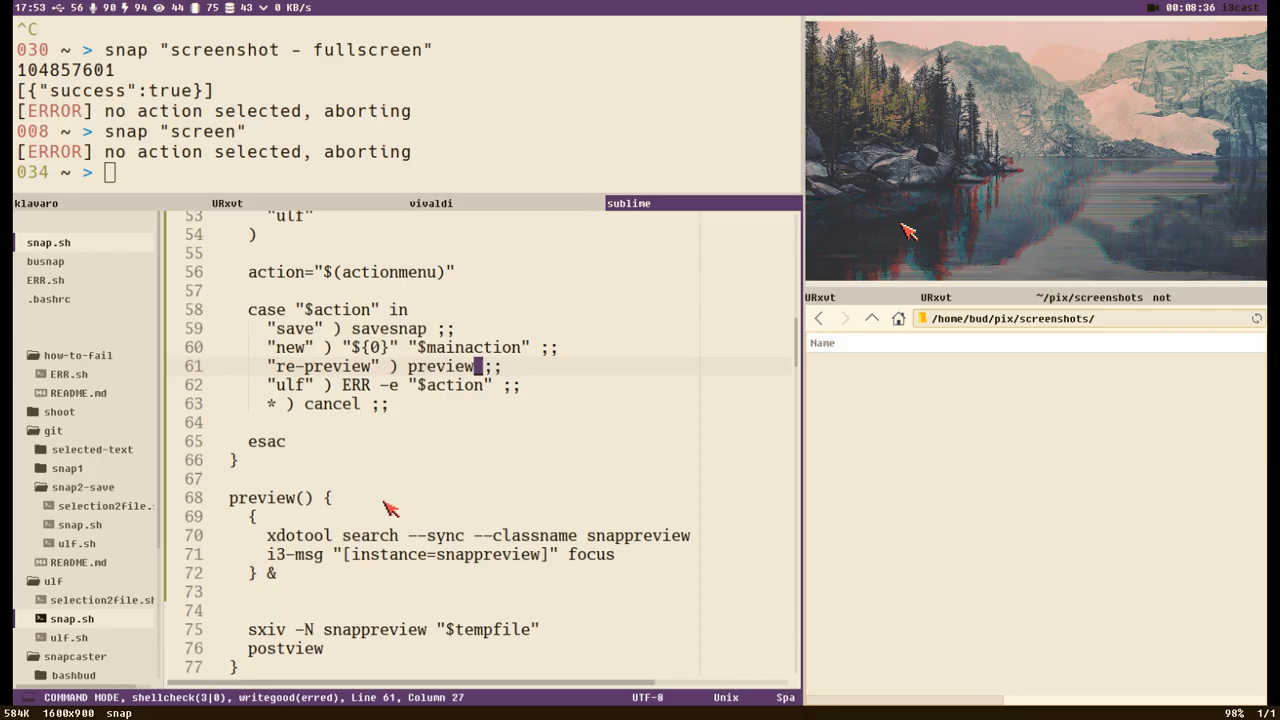 17:53 56 90 94 44 75 43 0 KB/s
00:08:36 i3cast
^C
030 ~ > snap "screenshot - fullscreen"
104857601
[{"success":true}]
[ERROR] no action selected, aborting
008 ~ > snap "screen"
[ERROR] no action selected, aborting
034 ~ >
klavaro URxvt vivaldi sublime
snap.sh
busnap
ERR.sh
.bashrc
how-to-fail
ERR.sh
README.md
shoot
git
selected-text
snap1
snap2-save
selection2file.
snap.sh
ulf.sh
README.md
ulf
selection2file.sh
snap.sh
ulf.sh
snapcaster
bashbud
53 "ulf"
54 )
55
56 action="$(actionmenu)"
57
58 case "$action" in
59 "save" ) savesnap ;;
60 "new" ) "${0}" "$mainaction" ;;
61 "re-preview" ) preview ;;
62 "ulf" ) ERR -e "$action" ;;
63 * ) cancel ;;
64
65 esac
66 }
67
68 preview() {
69 {
70 xdotool search --sync --classname snappreview
71 i3-msg "[instance=snappreview]" focus
72 } &
73
74
75 sxiv -N snappreview "$tempfile"
76 postview
77 }
COMMAND MODE, shellcheck(3|0), writegood(erred), Line 61, Column 27 UTF-8 Unix Spa
URxvt URxvt ~/pix/screenshots not
/home/bud/pix/screenshots/
Name
584K 1600x900 snap 98% 1/1